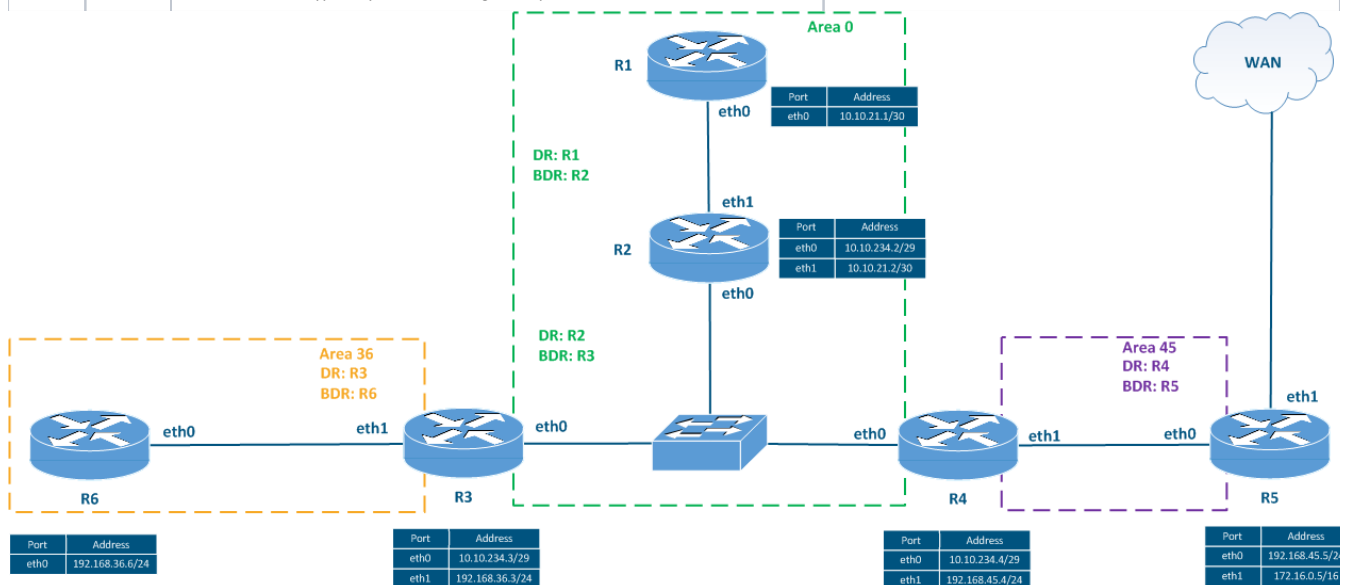 Area 0
R1
WAN
eth0
Port Address
eth0 10.10.21.1/30
DR: R1
BDR: R2
eth1
R2
Port Address
eth0 10.10.234.2/29
eth1 10.10.21.2/30
eth0
DR: R2
BDR: R3
Area 36
DR: R3
BDR: R6
Area 45
DR: R4
BDR: R5
eth1
eth0
eth1
eth0
eth0
eth1
eth0
R6
R3
R4
R5
Port Address
eth0 192.168.36.6/24
Port Address
eth0 10.10.234.3/29
eth1 192.168.36.3/24
Port Address
eth0 10.10.234.4/29
eth1 192.168.45.4/24
Port Address
eth0 192.168.45.5/24
eth1 172.16.0.5/16